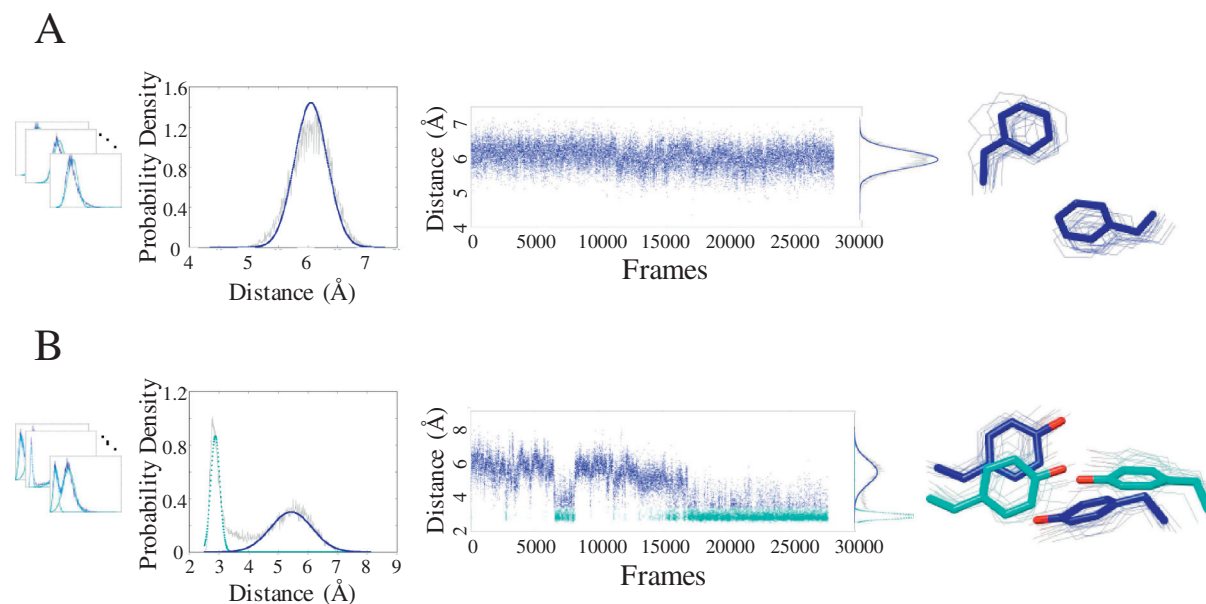 A
Probability Density
1.6
1.2
0.8
0.4
0
4 5 6 7
Distance (Å)
Distance (Å)
7
6
5
4
0 5000 10000 15000 20000 25000 30000
Frames
B
Probability Density
1.2
0.8
0.4
0
2 3 4 5 6 7 8 9
Distance (Å)
Distance (Å)
8
6
4
2
0 5000 10000 15000 20000 25000 30000
Frames